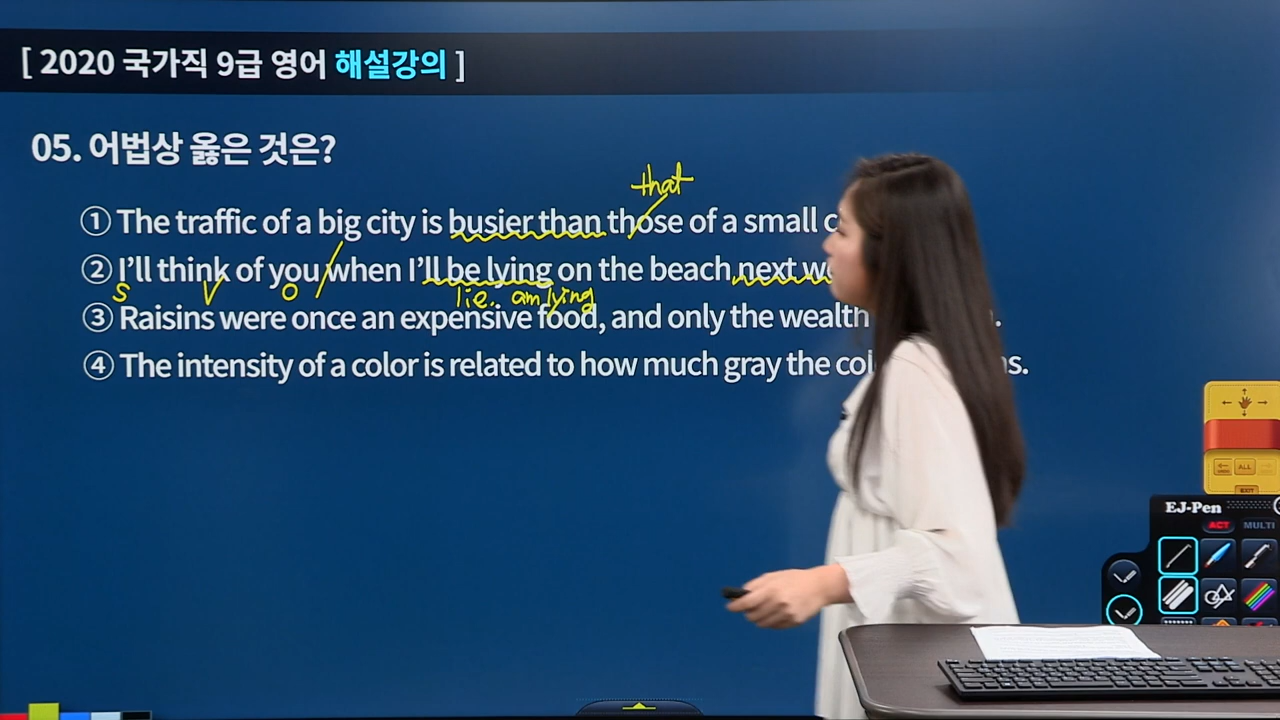 [ 2020 국가직 9급 영어 해설강의 ]
05. 어법상 옳은 것은?
that
① The traffic of a big city is busier than those of a small
② I'll think of you when I'll be lying on the beach next
S V O lie. am lying
③ Raisins were once an expensive food, and only the
④ The intensity of a color is related to how much gray the
EJ-Pen
ACT MULTI
ALL
EXIT